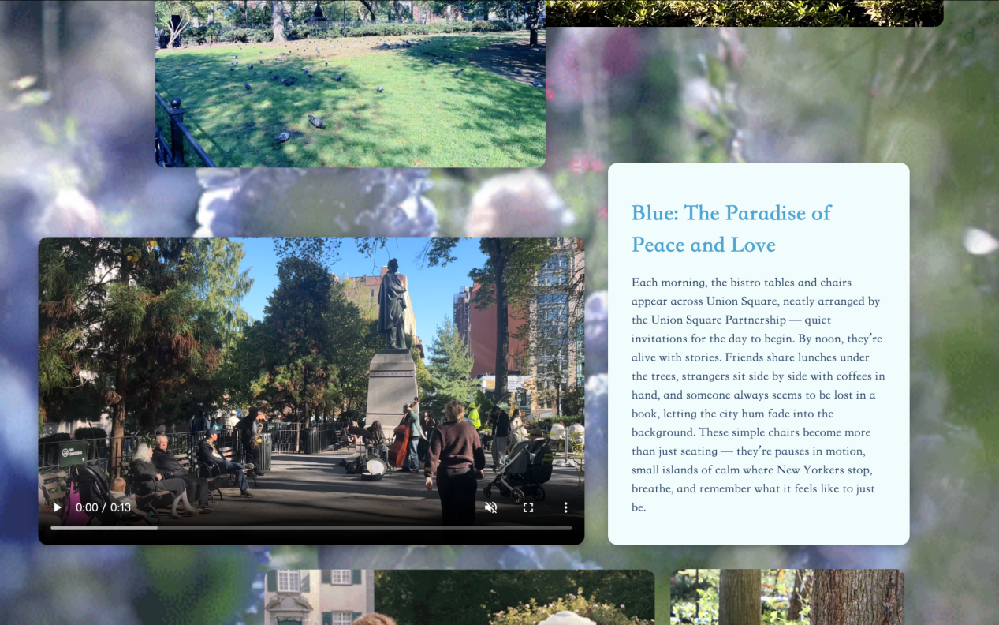 Blue: The Paradise of
Peace and Love
Each morning, the bistro tables and chairs
appear across Union Square, neatly arranged by
the Union Square Partnership — quiet
invitations for the day to begin. By noon, they’re
alive with stories. Friends share lunches under
the trees, strangers sit side by side with coffees in
hand, and someone always seems to be lost in a
book, letting the city hum fade into the
background. These simple chairs become more
than just seating — they’re pauses in motion,
small islands of calm where New Yorkers stop,
breathe, and remember what it feels like to just
be.
NO
SMOKING
0:00 / 0:13